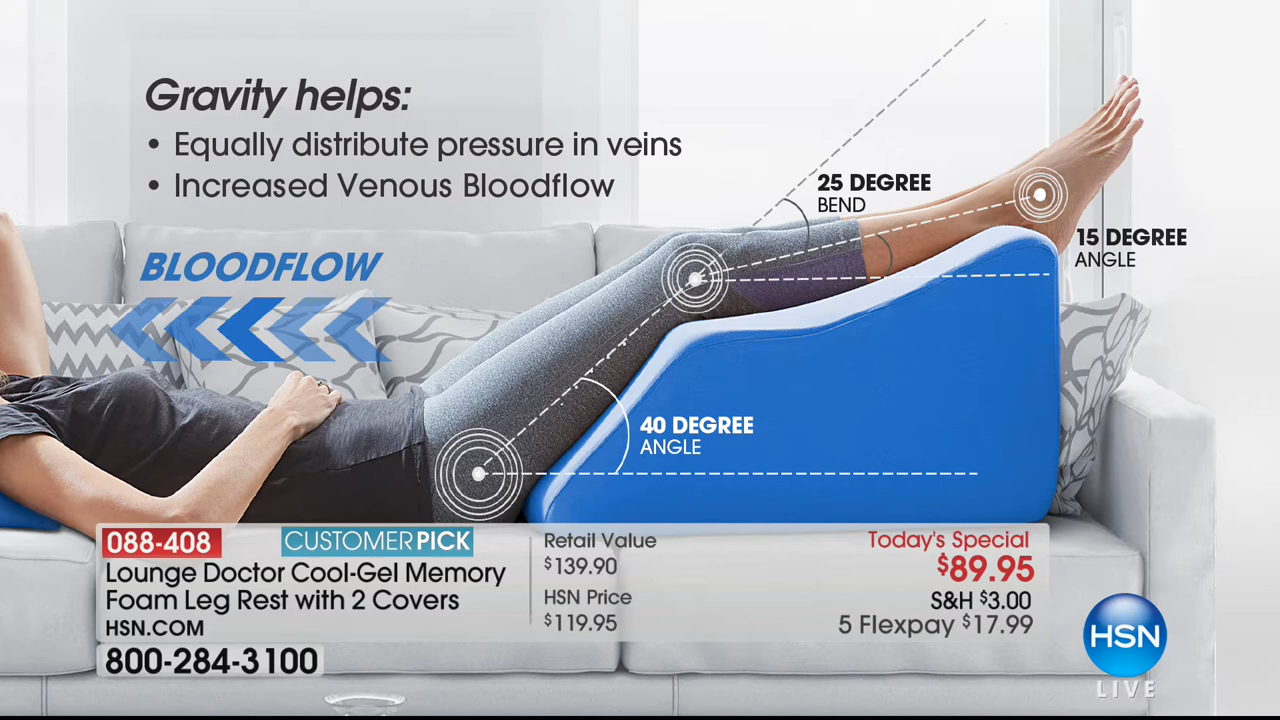 Gravity helps:
• Equally distribute pressure in veins
• Increased Venous Bloodflow
25 DEGREE
BEND
15 DEGREE
ANGLE
BLOODFLOW
40 DEGREE
ANGLE
088-408
CUSTOMER PICK
Lounge Doctor Cool-Gel Memory
Foam Leg Rest with 2 Covers
HSN.COM
800-284-3100
Retail Value
$139.90
HSN Price
$119.95
Today's Special
$89.95
S&H $3.00
5 Flexpay $17.99
HSN
LIVE